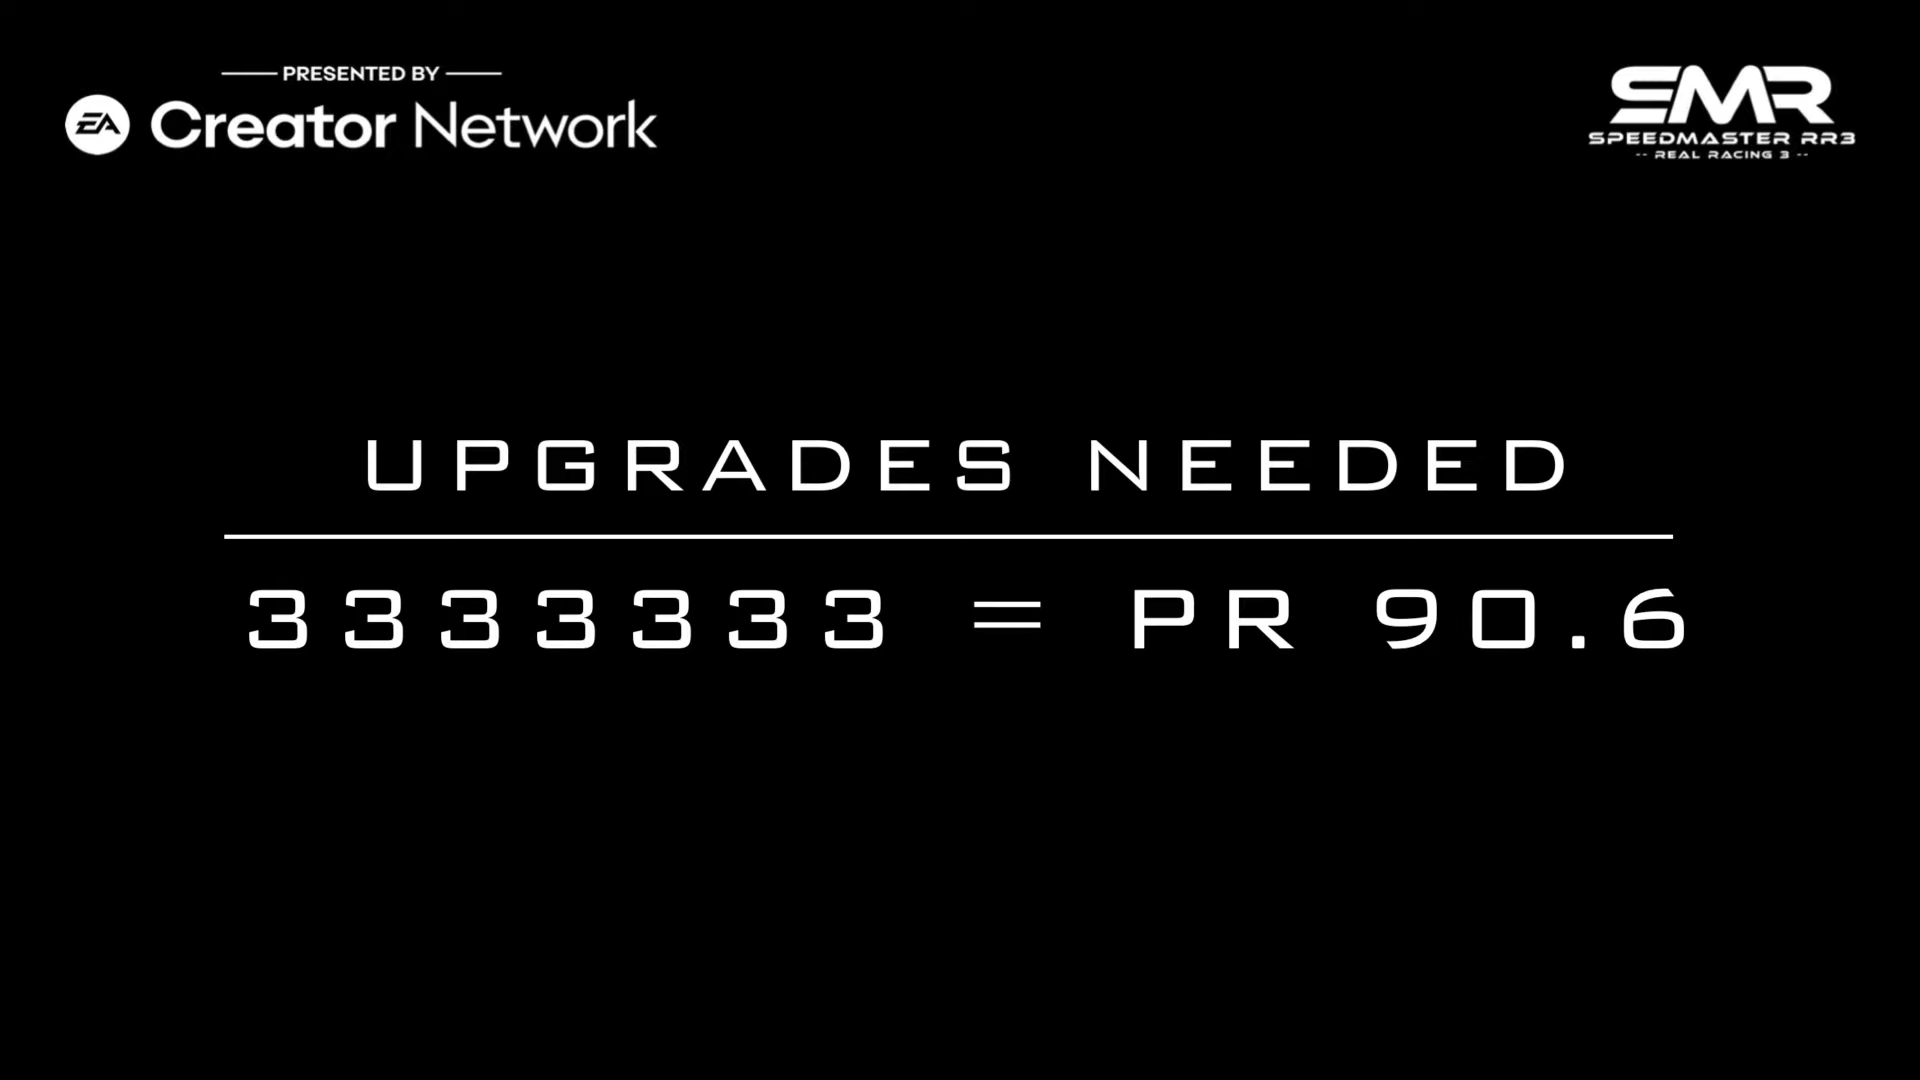 PRESENTED BY
EA Creator Network
SMR
SPEEDMASTER RR3
-- REAL RACING 3 --
UPGRADES NEEDED
3333333 = PR 90.6